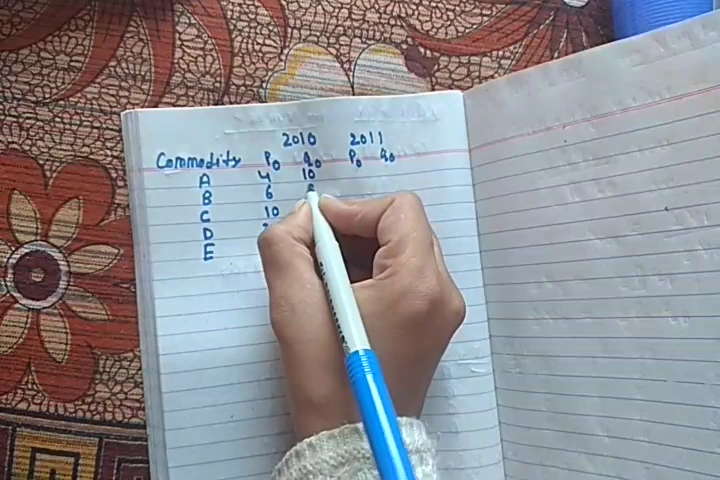 2010 2011
Commodity P₀ q₀ P₀ q₀
A 4 10
B 6
C 10
D
E